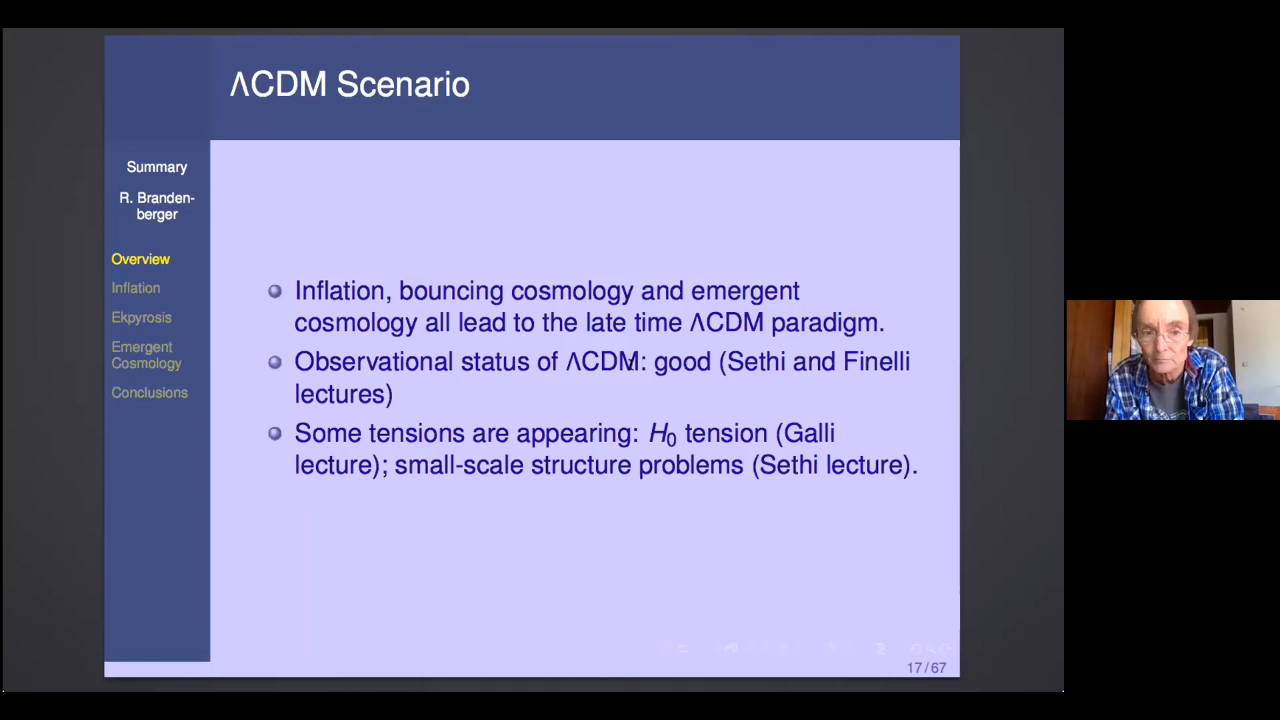 ΛCDM Scenario
Summary
R. Branden-
berger
Overview
Inflation
Ekpyrosis
Emergent
Cosmology
Conclusions
Inflation, bouncing cosmology and emergent
cosmology all lead to the late time ΛCDM paradigm.
Observational status of ΛCDM: good (Sethi and Finelli
lectures)
Some tensions are appearing: H₀ tension (Galli
lecture); small-scale structure problems (Sethi lecture).
17/67